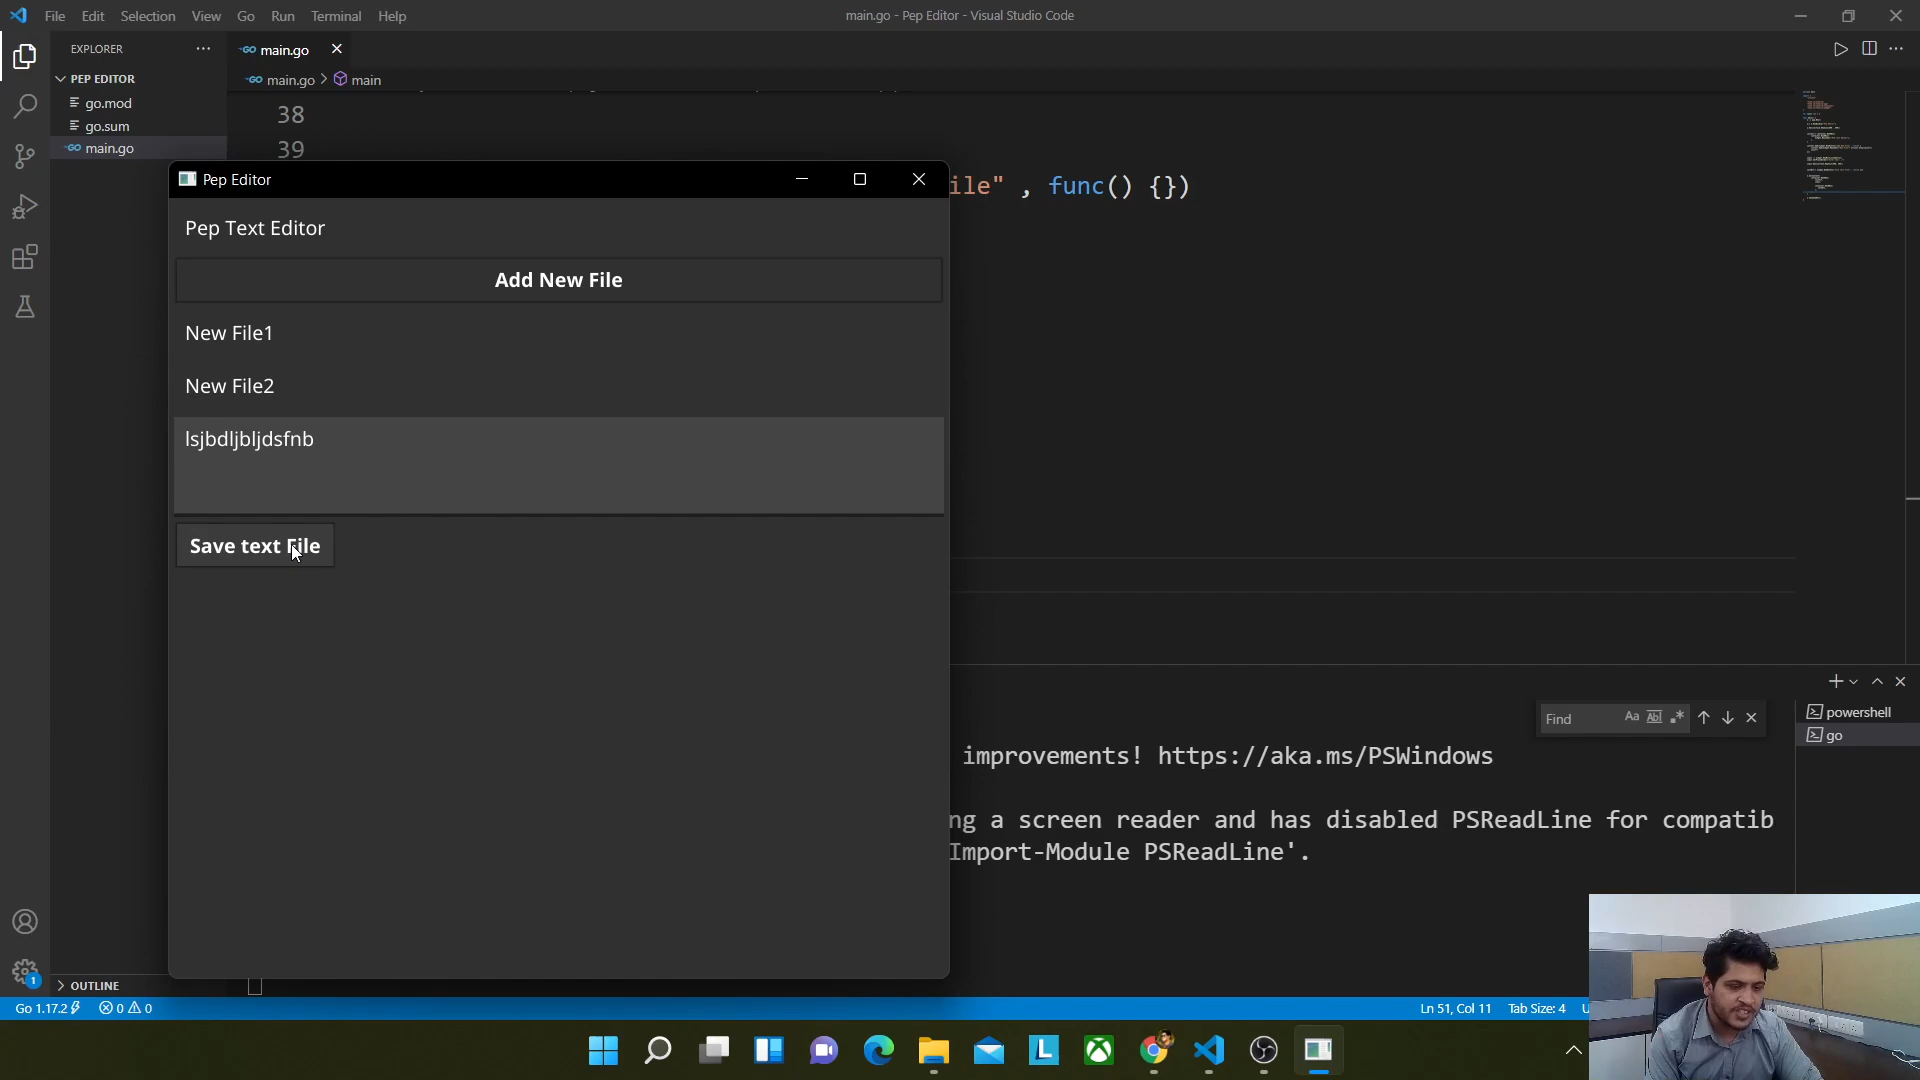 File Edit Selection View Go Run Terminal Help
main.go - Pep Editor - Visual Studio Code
EXPLORER
main.go
PEP EDITOR
main.go > main
go.mod
go.sum
main.go
38
39
ile" , func() {})
Pep Editor
Pep Text Editor
Add New File
New File1
New File2
lsjbdljbljdsfnb
Save text File
Find
Aa Abl .*
powershell
go
improvements! https://aka.ms/PSWindows
ng a screen reader and has disabled PSReadLine for compatib
Import-Module PSReadLine'.
OUTLINE
1
Go 1.17.2
0 0
Ln 51, Col 11
Tab Size: 4
L